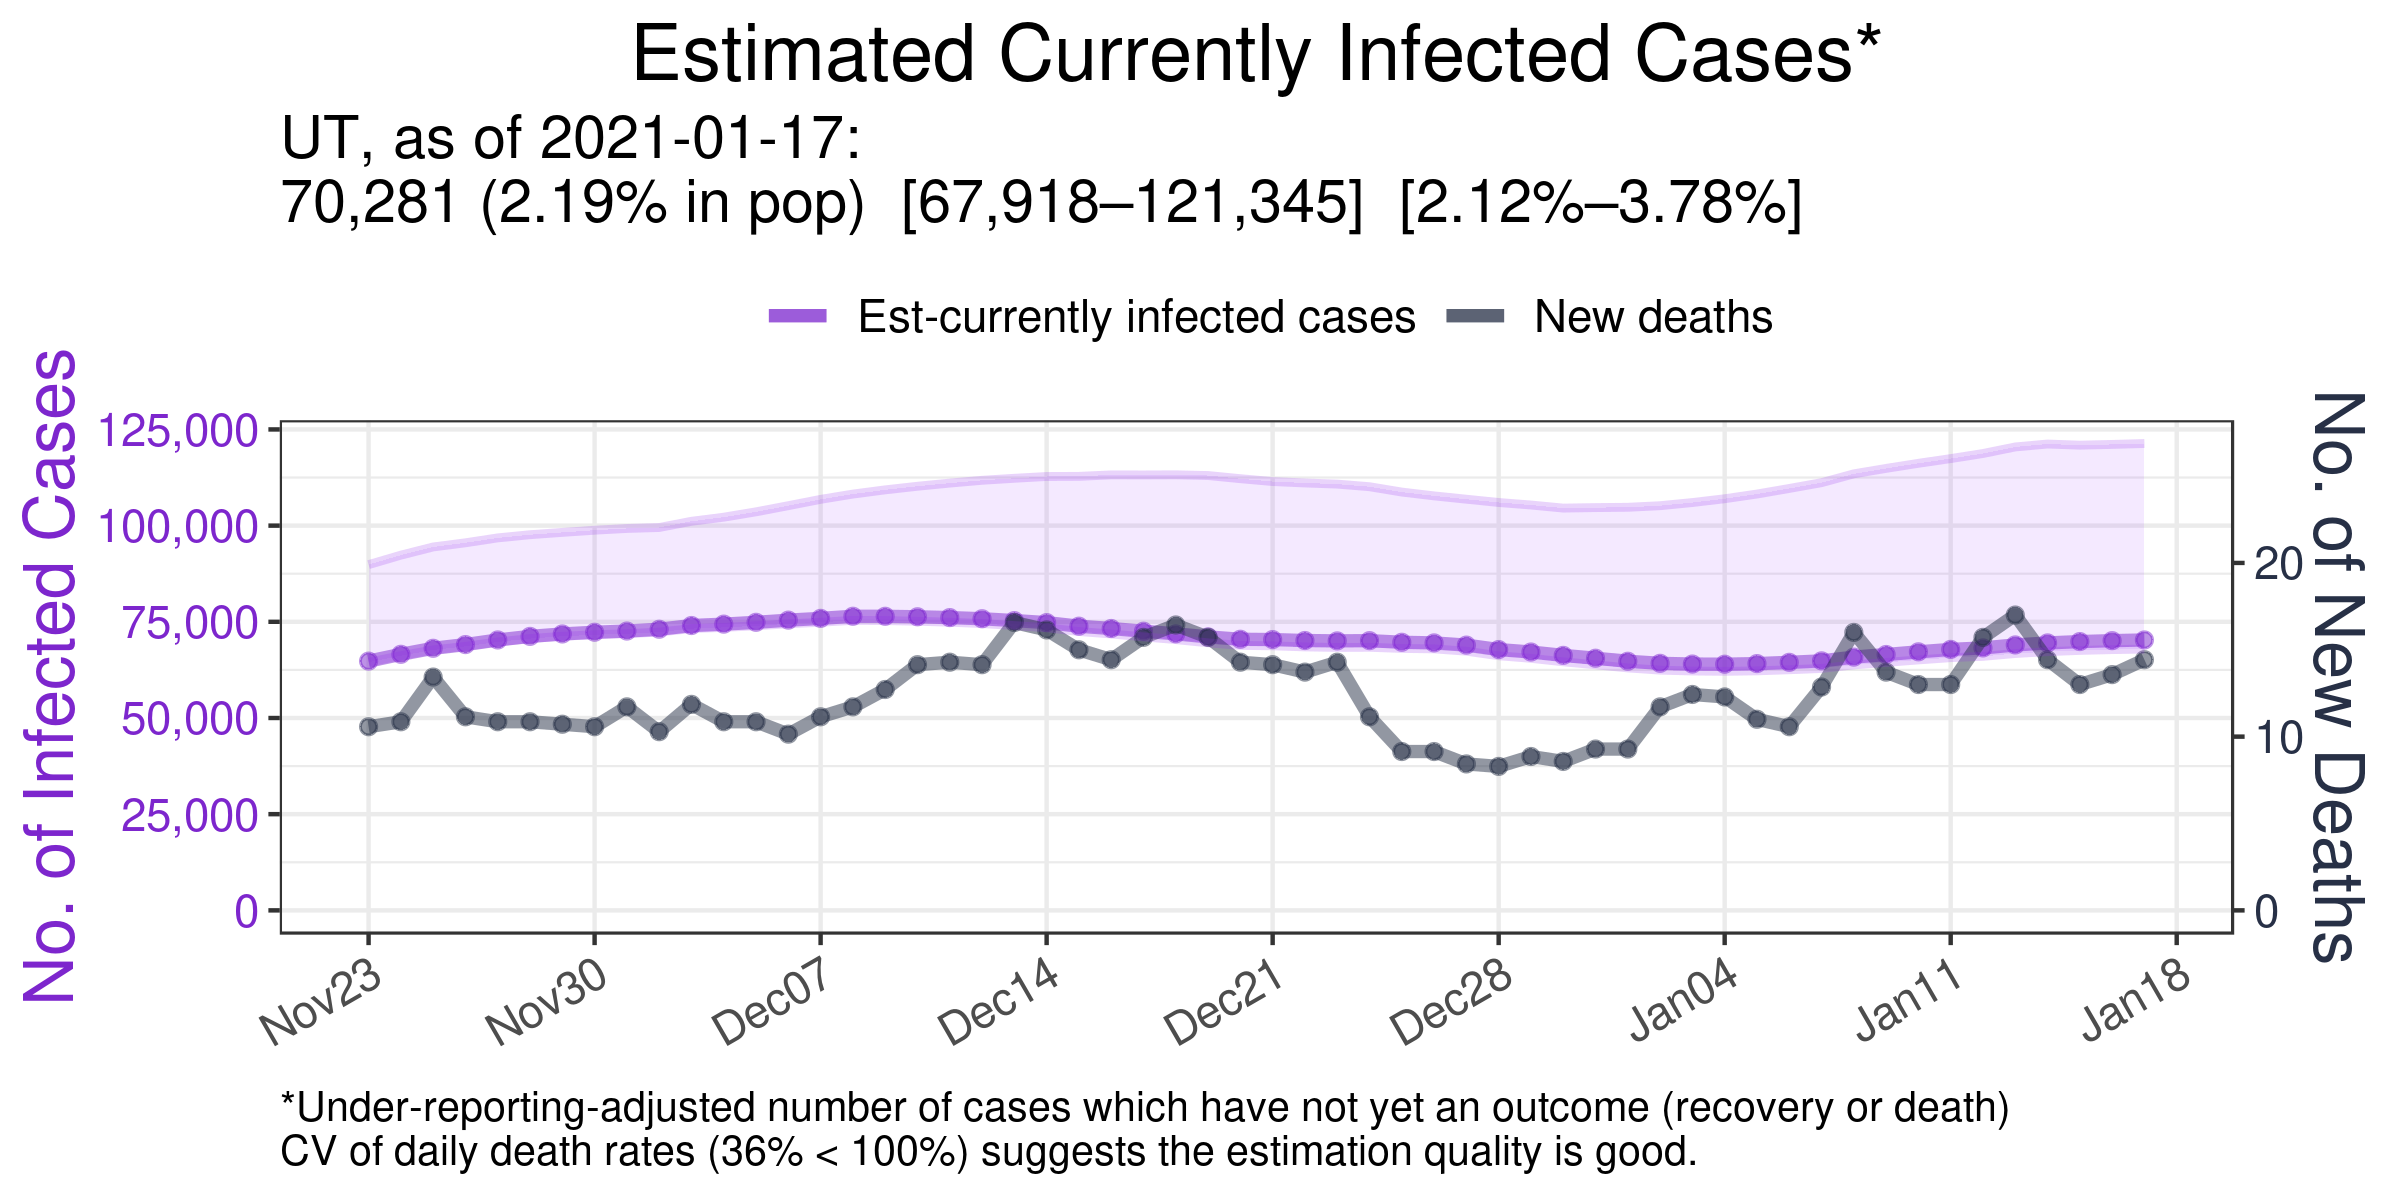 Estimated Currently Infected Cases*
UT, as of 2021-01-17:
70,281 (2.19% in pop)  [67,918–121,345]  [2.12%–3.78%]
Est-currently infected cases
New deaths
No. of Infected Cases
125,000
100,000
75,000
50,000
25,000
0
20
10
0
No. of New Deaths
Nov23
Nov30
Dec07
Dec14
Dec21
Dec28
Jan04
Jan11
Jan18
*Under-reporting-adjusted number of cases which have not yet an outcome (recovery or death)
CV of daily death rates (36% < 100%) suggests the estimation quality is good.